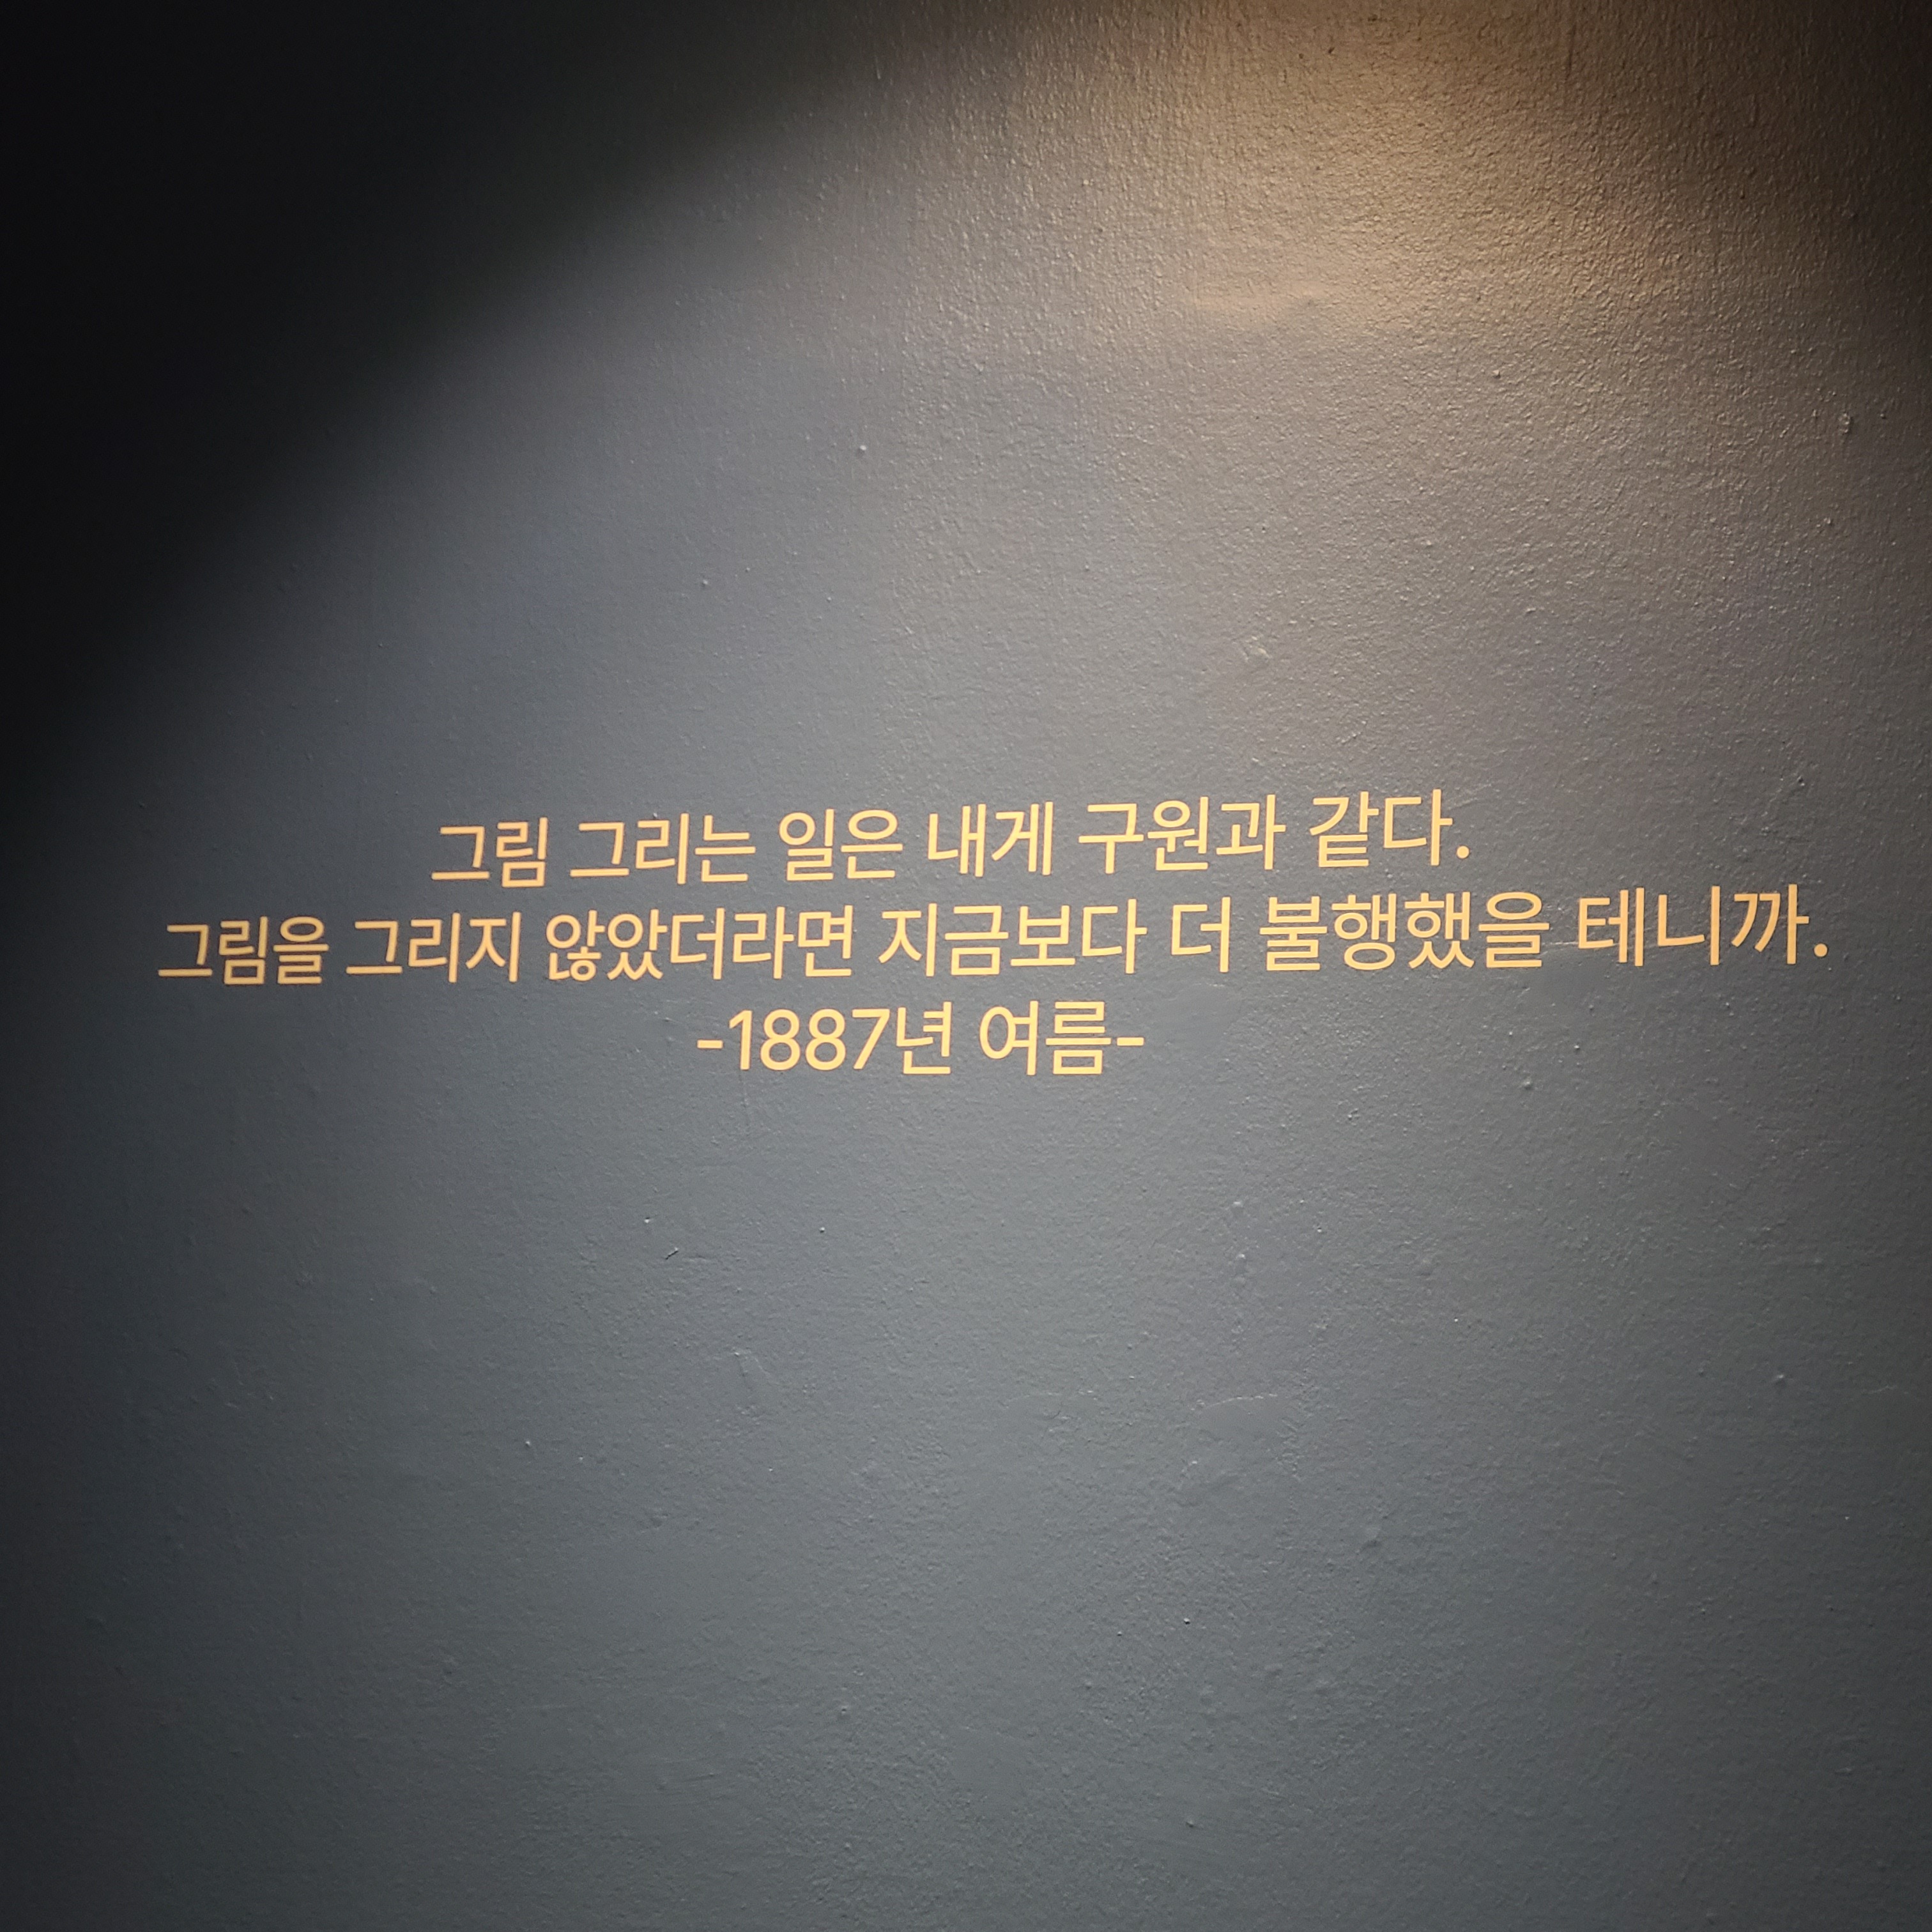 그림 그리는 일은 내게 구원과 같다.
그림을 그리지 않았더라면 지금보다 더 불행했을 테니까.
-1887년 여름-